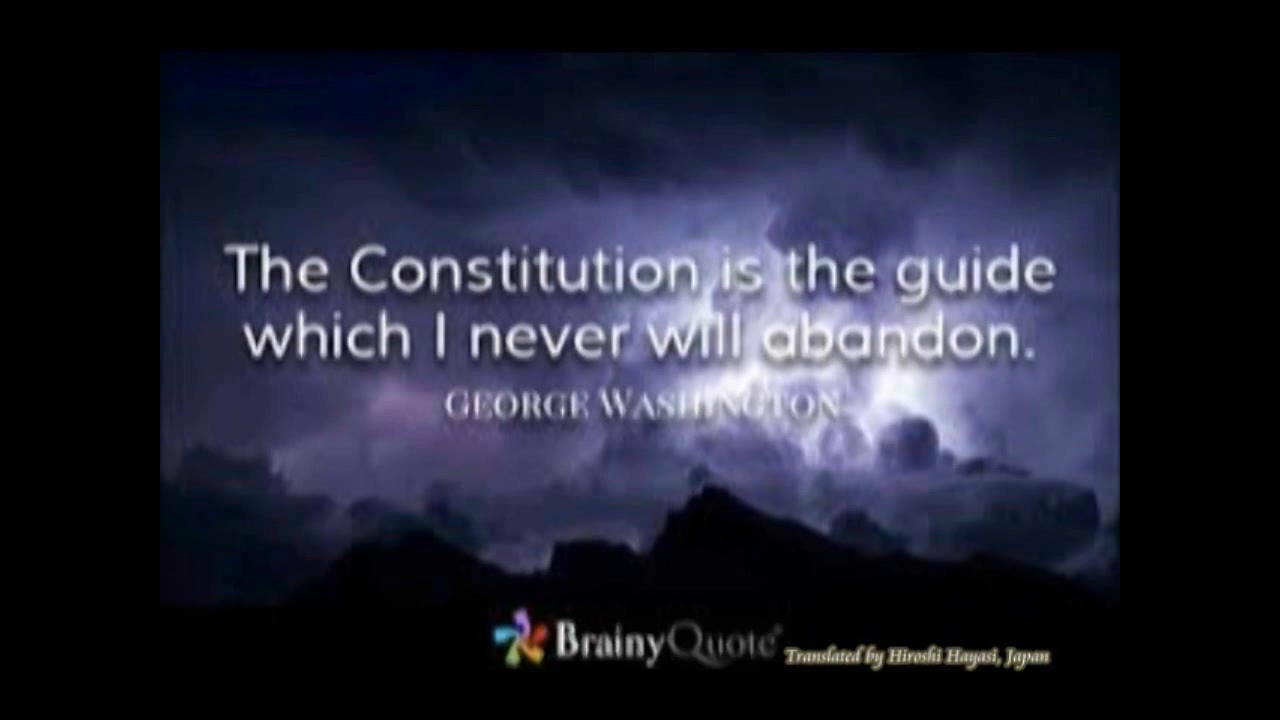 The Constitution is the guide
which I never will abandon.
GEORGE WASHINGTON
BrainyQuote®
Translated by Hiroshi Hayasi, Japan